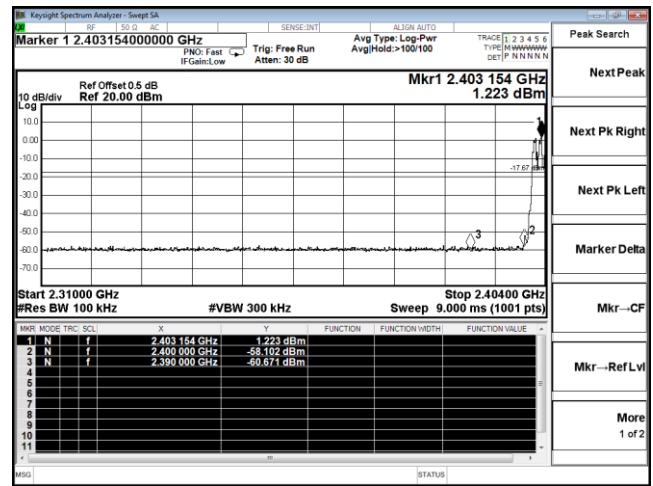 Keysight Spectrum Analyzer - Swept SA
RF 50 Ω AC SENSE:INT ALIGN AUTO
Marker 1 2.403154000000 GHz
PNO: Fast Trig: Free Run Avg Type: Log-Pwr TRACE 1 2 3 4 5 6
IFGain:Low Atten: 30 dB Avg|Hold:>100/100 TYPE M WWWWW
DET P N N N N N
Peak Search
Next Peak
Next Pk Right
Next Pk Left
Marker Delta
Mkr→CF
Mkr→Ref Lvl
More
1 of 2
Ref Offset 0.5 dB
10 dB/div Ref 20.00 dBm
Mkr1 2.403 154 GHz
1.223 dBm
Log
10.0
0.00
-10.0
-20.0
-30.0
-40.0
-50.0
-60.0
-70.0
1
-17.67 dBm
3
2
Start 2.31000 GHz Stop 2.40400 GHz
#Res BW 100 kHz #VBW 300 kHz Sweep 9.000 ms (1001 pts)
MKR MODE TRC SCL X Y FUNCTION FUNCTION WIDTH FUNCTION VALUE
1 N f 2.403 154 GHz 1.223 dBm
2 N f 2.400 000 GHz -58.102 dBm
3 N f 2.390 000 GHz -60.671 dBm
4
5
6
7
8
9
10
11
MSG STATUS